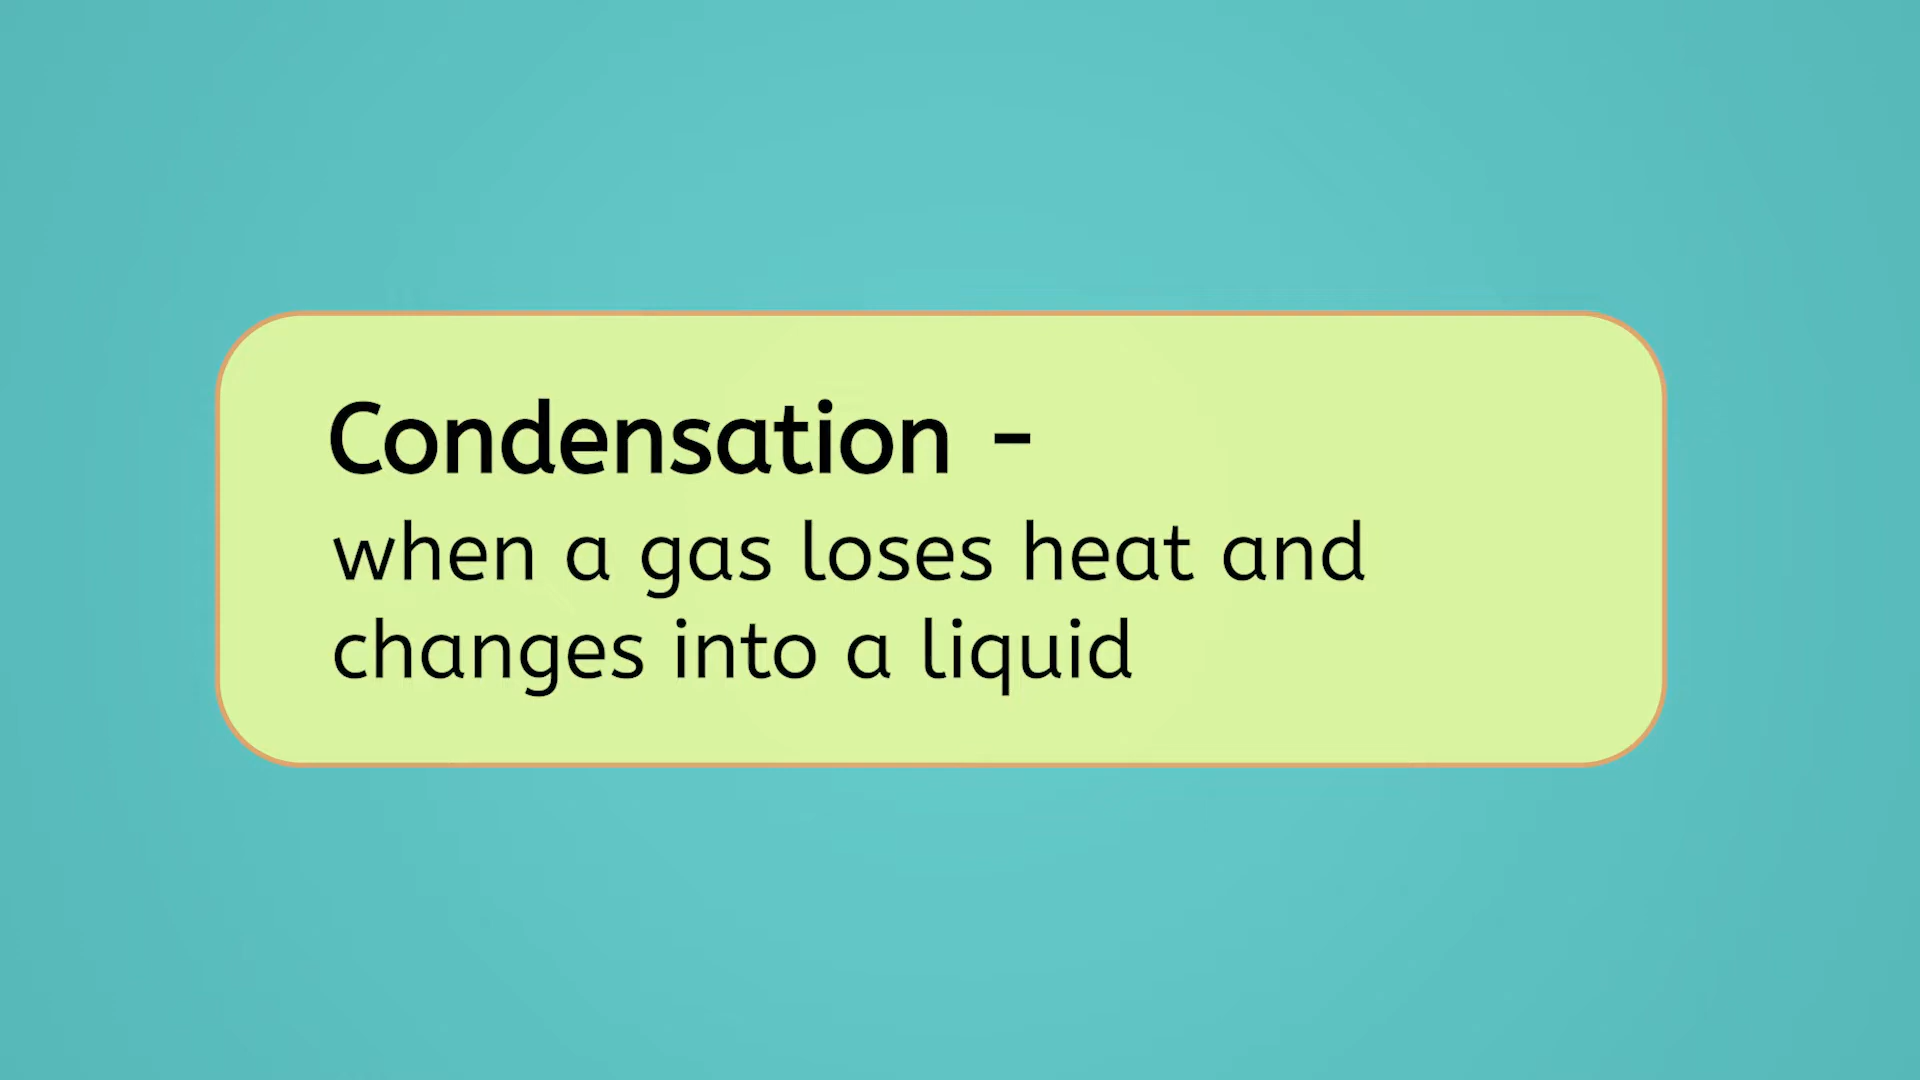 Condensation -
when a gas loses heat and
changes into a liquid